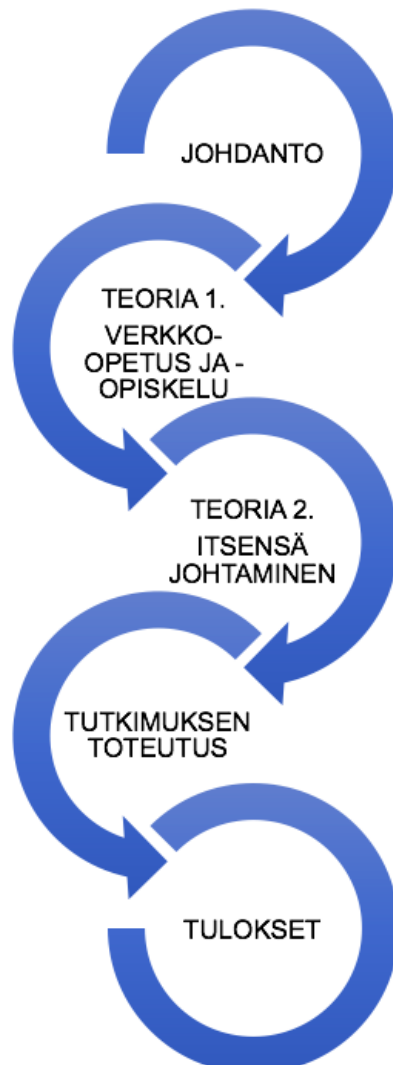 JOHDANTO
TEORIA 1.
VERKKO-
OPETUS JA -
OPISKELU
TEORIA 2.
ITSENSÄ
JOHTAMINEN
TUTKIMUKSEN
TOTEUTUS
TULOKSET